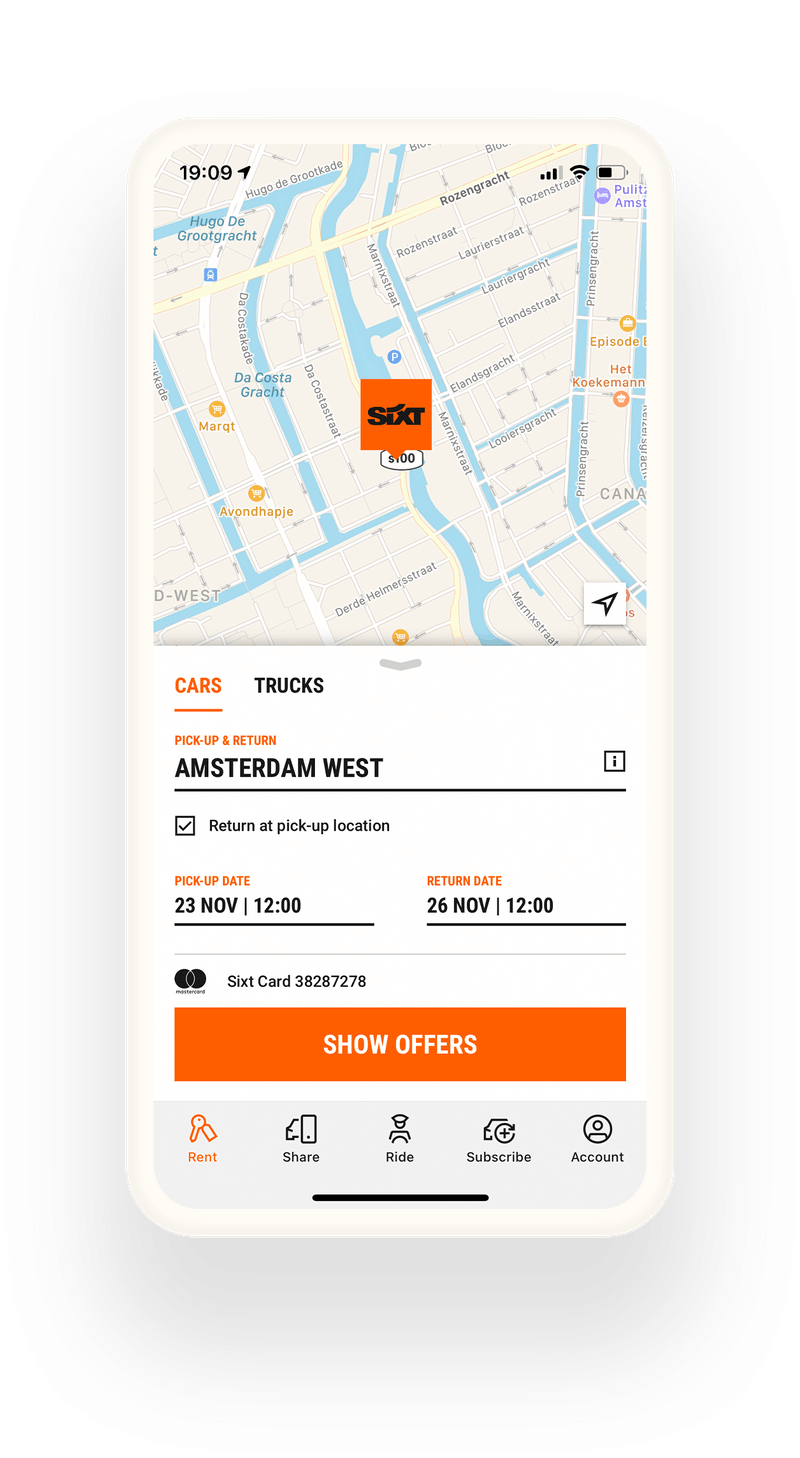 19:09
Hugo de Grootkade
Rozengracht
Rozenstraat
Hugo De
Grootgracht
Rozenstraat
Laurierstraat
Marnixstraat
Lauriergracht
Prinsengracht
Elandsstraat
Da Costakade
Episode
Da Costa
Gracht
Da Costastraat
P
Elandsgracht
Het
Koekemann
Marqt
SIXT
s100
Marnixstraat
Looiersgracht
Prinsengracht
CANA
Avondhapje
D-WEST
Derde Helmersstraat
Marnixstraat
CARS TRUCKS
PICK-UP & RETURN
AMSTERDAM WEST
Return at pick-up location
PICK-UP DATE RETURN DATE
23 NOV | 12:00 26 NOV | 12:00
mastercard Sixt Card 38287278
SHOW OFFERS
Rent Share Ride Subscribe Account